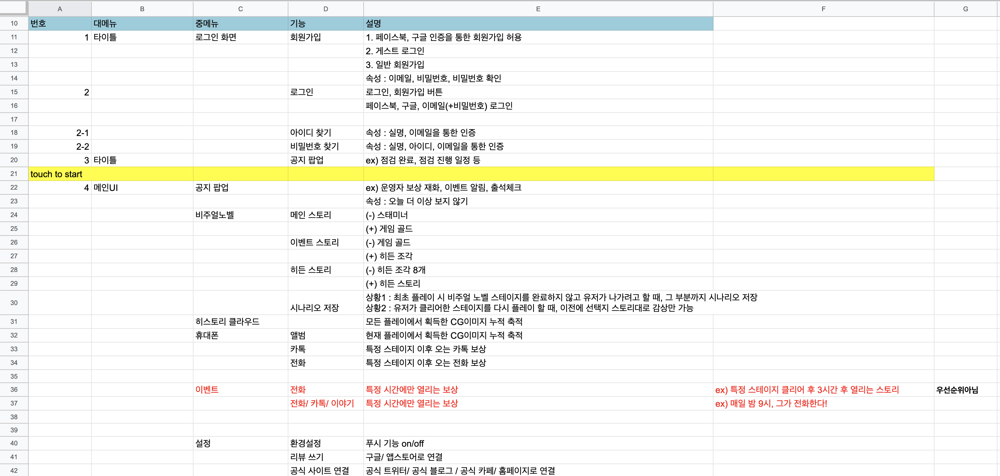 A B C D E F G
10 번호 대메뉴 중메뉴 기능 설명
11 1 타이틀 로그인 화면 회원가입 1. 페이스북, 구글 인증을 통한 회원가입 허용
12 2. 게스트 로그인
13 3. 일반 회원가입
14 속성 : 이메일, 비밀번호, 비밀번호 확인
15 2 로그인 로그인, 회원가입 버튼
16 페이스북, 구글, 이메일(+비밀번호) 로그인
17
18 2-1 아이디 찾기 속성 : 실명, 이메일을 통한 인증
19 2-2 비밀번호 찾기 속성 : 실명, 아이디, 이메일을 통한 인증
20 3 타이틀 공지 팝업 ex) 점검 완료, 점검 진행 일정 등
21 touch to start
22 4 메인UI 공지 팝업 ex) 운영자 보상 재화, 이벤트 알림, 출석체크
23 속성 : 오늘 더 이상 보지 않기
24 비주얼노벨 메인 스토리 (-) 스태미너
25 (+) 게임 골드
26 이벤트 스토리 (-) 게임 골드
27 (+) 히든 조각
28 히든 스토리 (-) 히든 조각 8개
29 (+) 히든 스토리
상황1 : 최초 플레이 시 비주얼 노벨 스테이지를 완료하지 않고 유저가 나가려고 할 때, 그 부분까지 시나리오 저장
30 시나리오 저장 상황2 : 유저가 클리어한 스테이지를 다시 플레이 할 때, 이전에 선택지 스토리대로 감상만 가능
31 히스토리 클라우드 모든 플레이에서 획득한 CG이미지 누적 축적
32 휴대폰 앨범 현재 플레이에서 획득한 CG이미지 누적 축적
33 카톡 특정 스테이지 이후 오는 카톡 보상
34 전화 특정 스테이지 이후 오는 전화 보상
35
36 이벤트 전화 특정 시간에만 열리는 보상 ex) 특정 스테이지 클리어 후 3시간 후 열리는 스토리 우선순위아님
37 전화/ 카톡/ 이야기 특정 시간에만 열리는 보상 ex) 매일 밤 9시, 그가 전화한다!
38
39
40 설정 환경설정 푸시 기능 on/off
41 리뷰 쓰기 구글/ 앱스토어로 연결
42 공식 사이트 연결 공식 트위터/ 공식 블로그 / 공식 카페/ 홈페이지로 연결